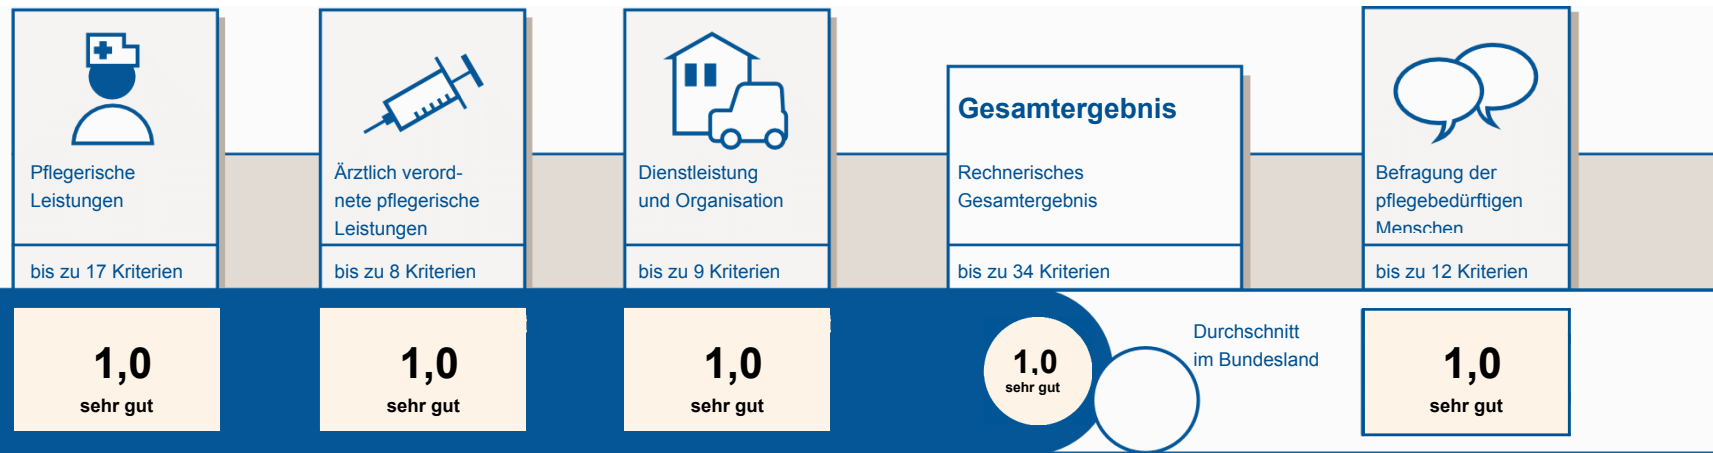 Pflegerische
Leistungen
bis zu 17 Kriterien
1,0
sehr gut
Ärztlich verord-
nete pflegerische
Leistungen
bis zu 8 Kriterien
1,0
sehr gut
Dienstleistung
und Organisation
bis zu 9 Kriterien
1,0
sehr gut
Gesamtergebnis
Rechnerisches
Gesamtergebnis
bis zu 34 Kriterien
1,0
sehr gut
Durchschnitt
im Bundesland
Befragung der
pflegebedürftigen
Menschen
bis zu 12 Kriterien
1,0
sehr gut